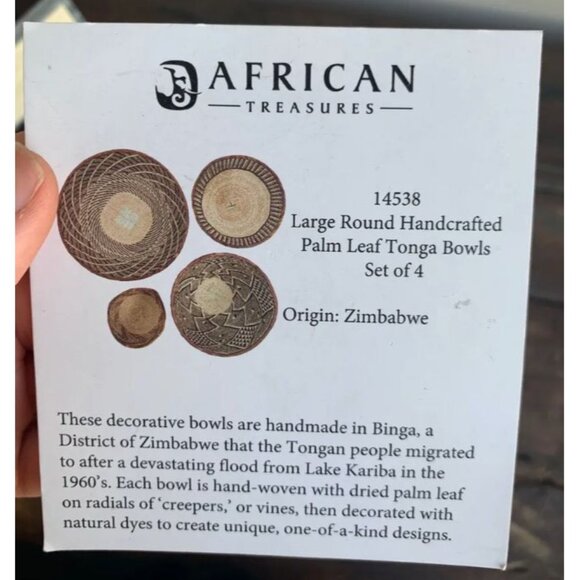 AFRICAN
TREASURES
14538
Large Round Handcrafted
Palm Leaf Tonga Bowls
Set of 4
Origin: Zimbabwe
These decorative bowls are handmade in Binga, a
District of Zimbabwe that the Tongan people migrated
to after a devastating flood from Lake Kariba in the
1960's. Each bowl is hand-woven with dried palm leaf
on radials of 'creepers,' or vines, then decorated with
natural dyes to create unique, one-of-a-kind designs.